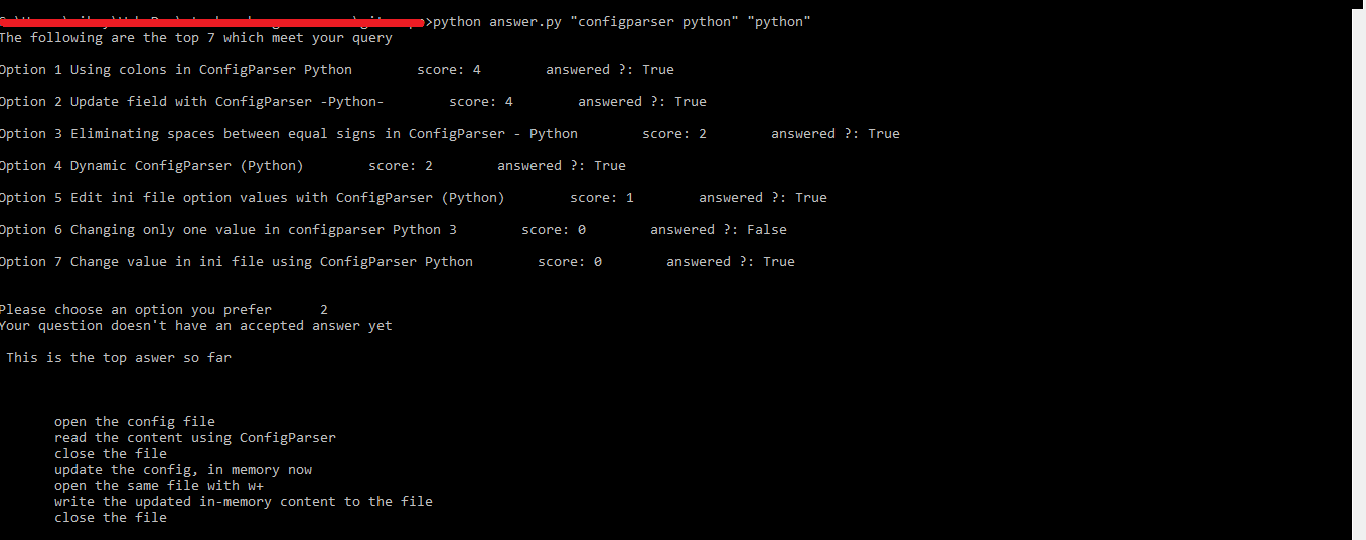 >python answer.py "configparser python" "python"
The following are the top 7 which meet your query
Option 1 Using colons in ConfigParser Python score: 4 answered ?: True
Option 2 Update field with ConfigParser -Python- score: 4 answered ?: True
Option 3 Eliminating spaces between equal signs in ConfigParser - Python score: 2 answered ?: True
Option 4 Dynamic ConfigParser (Python) score: 2 answered ?: True
Option 5 Edit ini file option values with ConfigParser (Python) score: 1 answered ?: True
Option 6 Changing only one value in configparser Python 3 score: 0 answered ?: False
Option 7 Change value in ini file using ConfigParser Python score: 0 answered ?: True
Please choose an option you prefer 2
Your question doesn't have an accepted answer yet
This is the top aswer so far
open the config file
read the content using ConfigParser
close the file
update the config, in memory now
open the same file with w+
write the updated in-memory content to the file
close the file